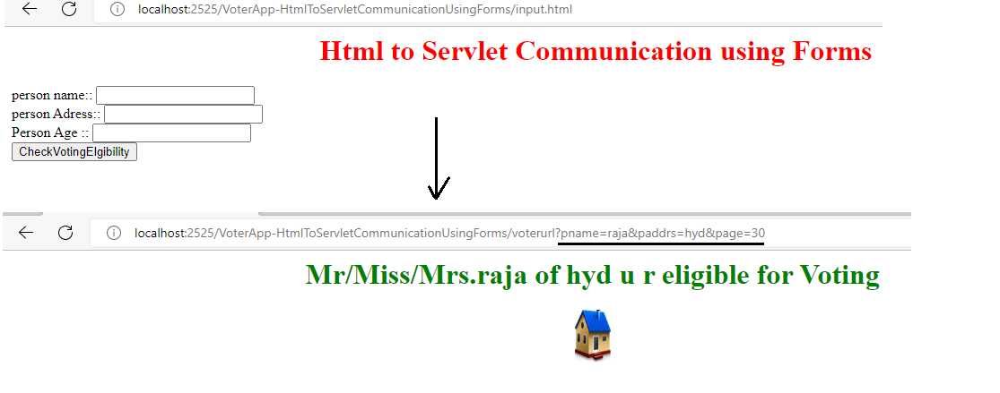 localhost:2525/VoterApp-HtmlToServletCommunicationUsingForms/input.html
Html to Servlet Communication using Forms
person name::
person Adress::
Person Age ::
CheckVotingElgibility
localhost:2525/VoterApp-HtmlToServletCommunicationUsingForms/voterurl?pname=raja&paddrs=hyd&page=30
Mr/Miss/Mrs.raja of hyd u r eligible for Voting